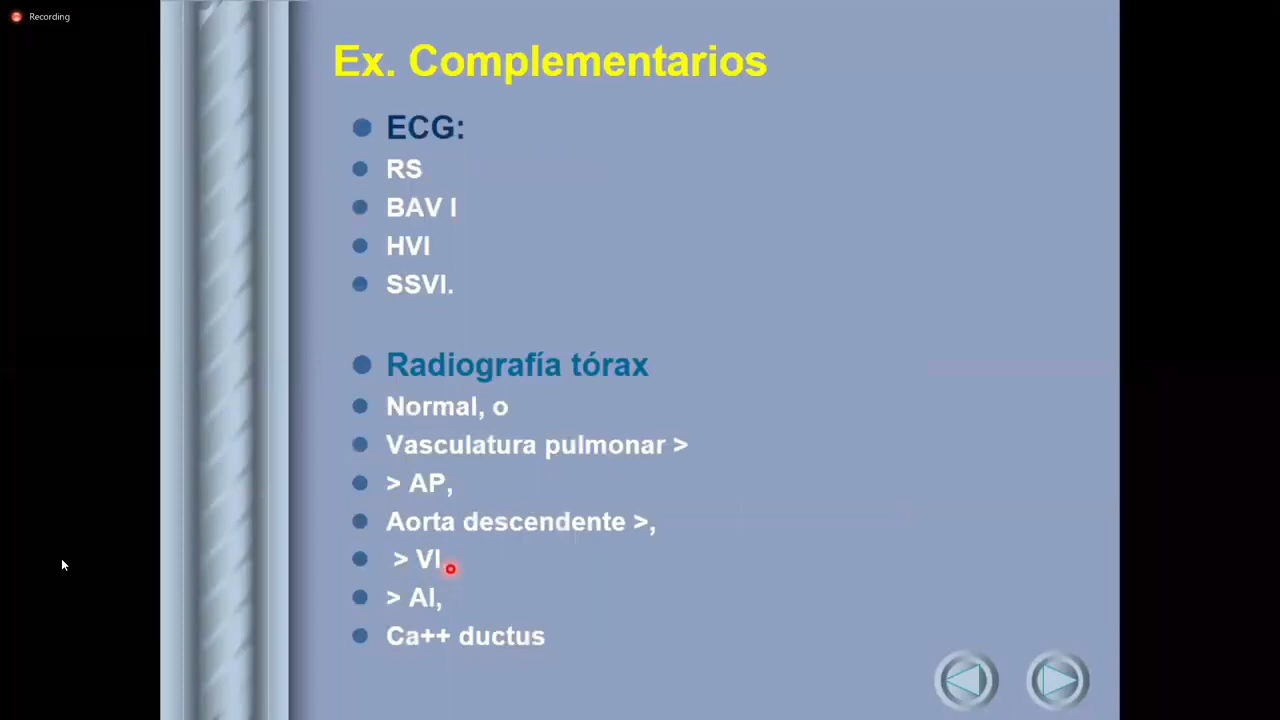 Recording
Ex. Complementarios
ECG:
RS
BAV I
HVI
SSVI.
Radiografía tórax
Normal, o
Vasculatura pulmonar >
> AP,
Aorta descendente >,
> VI,
> AI,
Ca++ ductus